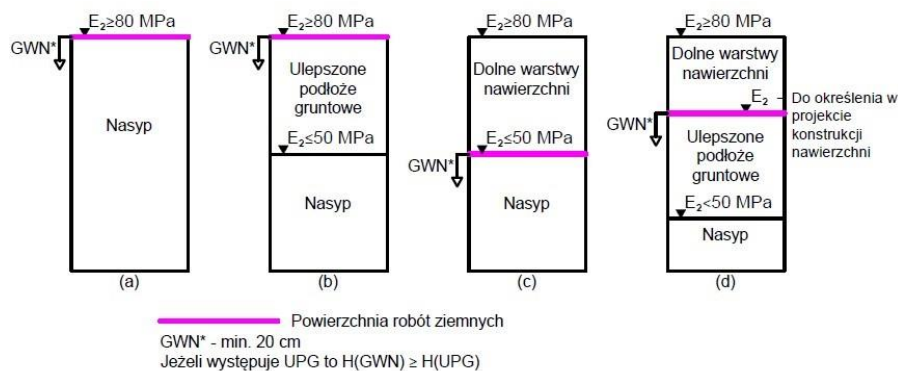 E₂≥80 MPa
GWN*
Nasyp
(a)
E₂≥80 MPa
GWN*
Ulepszone
podłoże
gruntowe
E₂≤50 MPa
Nasyp
(b)
E₂≥80 MPa
Dolne warstwy
nawierzchni
E₂≤50 MPa
GWN*
Nasyp
(c)
E₂≥80 MPa
Dolne warstwy
nawierzchni
E₂ - Do określenia w
projekcie
konstrukcji
nawierzchni
GWN*
Ulepszone
podłoże
gruntowe
E₂<50 MPa
Nasyp
(d)
Powierzchnia robót ziemnych
GWN* - min. 20 cm
Jeżeli występuje UPG to H(GWN) ≥ H(UPG)